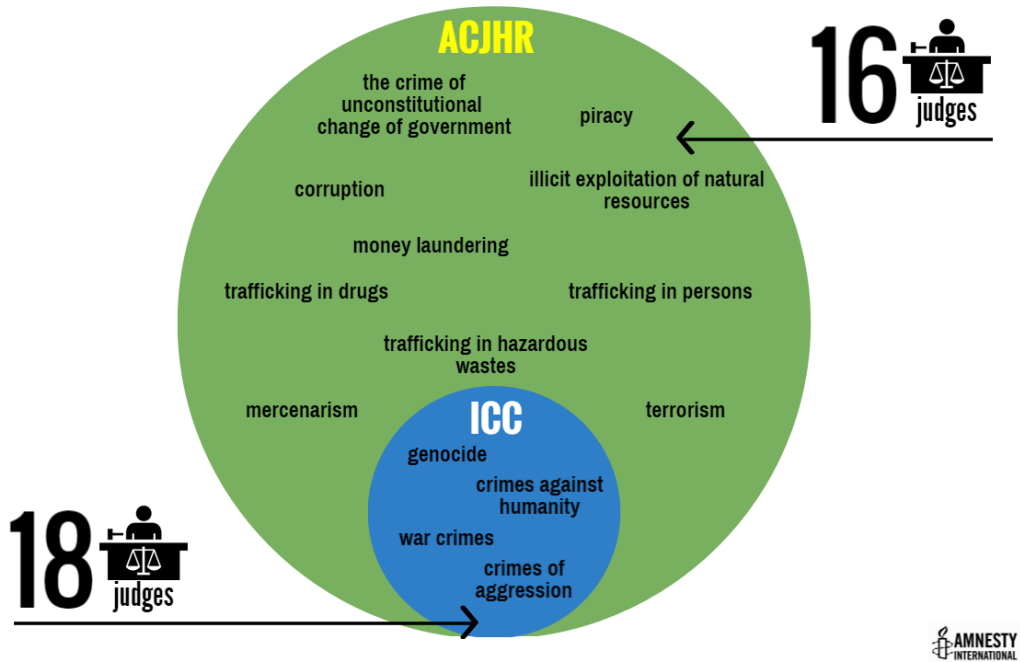 ACJHR
16
judges
the crime of
unconstitutional
change of government
piracy
corruption
illicit exploitation of natural
resources
money laundering
trafficking in drugs
trafficking in persons
trafficking in hazardous
wastes
mercenarism
terrorism
ICC
genocide
crimes against
humanity
war crimes
crimes of
aggression
18
judges
AMNESTY
INTERNATIONAL